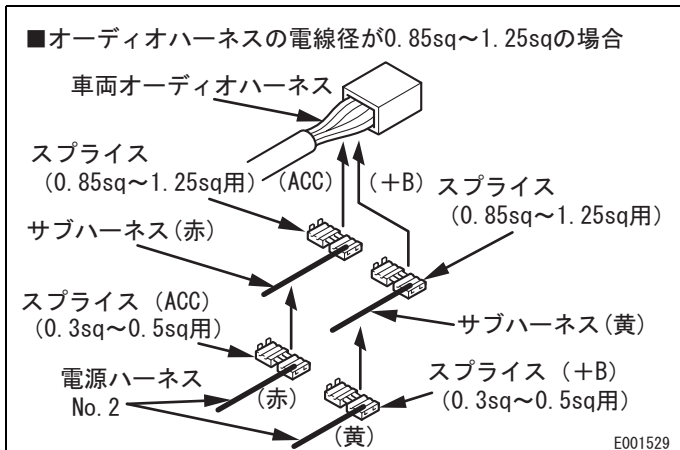 ■オーディオハーネスの電線径が0.85sq～1.25sqの場合
車両オーディオハーネス
スプライス
（0.85sq～1.25sq用）
(ACC)
(＋B)
スプライス
（0.85sq～1.25sq用）
サブハーネス(赤)
スプライス（ACC）
（0.3sq～0.5sq用）
サブハーネス(黄)
電源ハーネス
No.2
(赤)
スプライス（＋B）
（0.3sq～0.5sq用）
(黄)
E001529